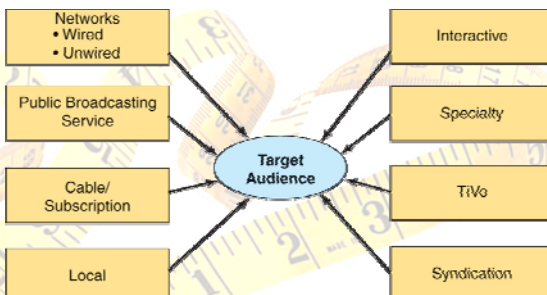 Networks
• Wired
• Unwired
Public Broadcasting
Service
Cable/
Subscription
Local
Target
Audience
Interactive
Specialty
TiVo
Syndication